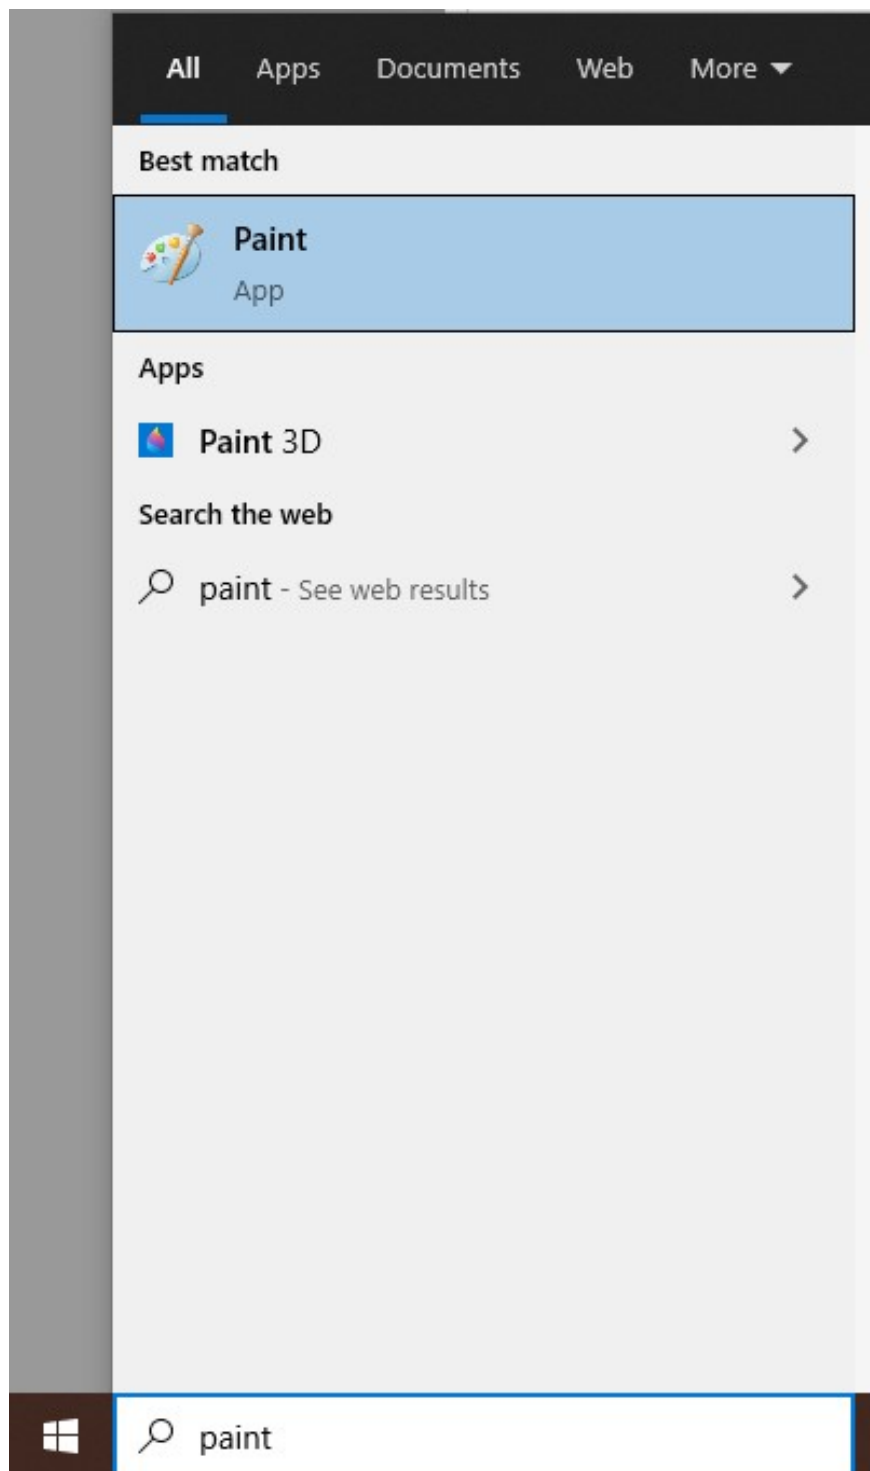 All Apps Documents Web More
Best match
Paint
App
Apps
Paint 3D
Search the web
paint - See web results
paint